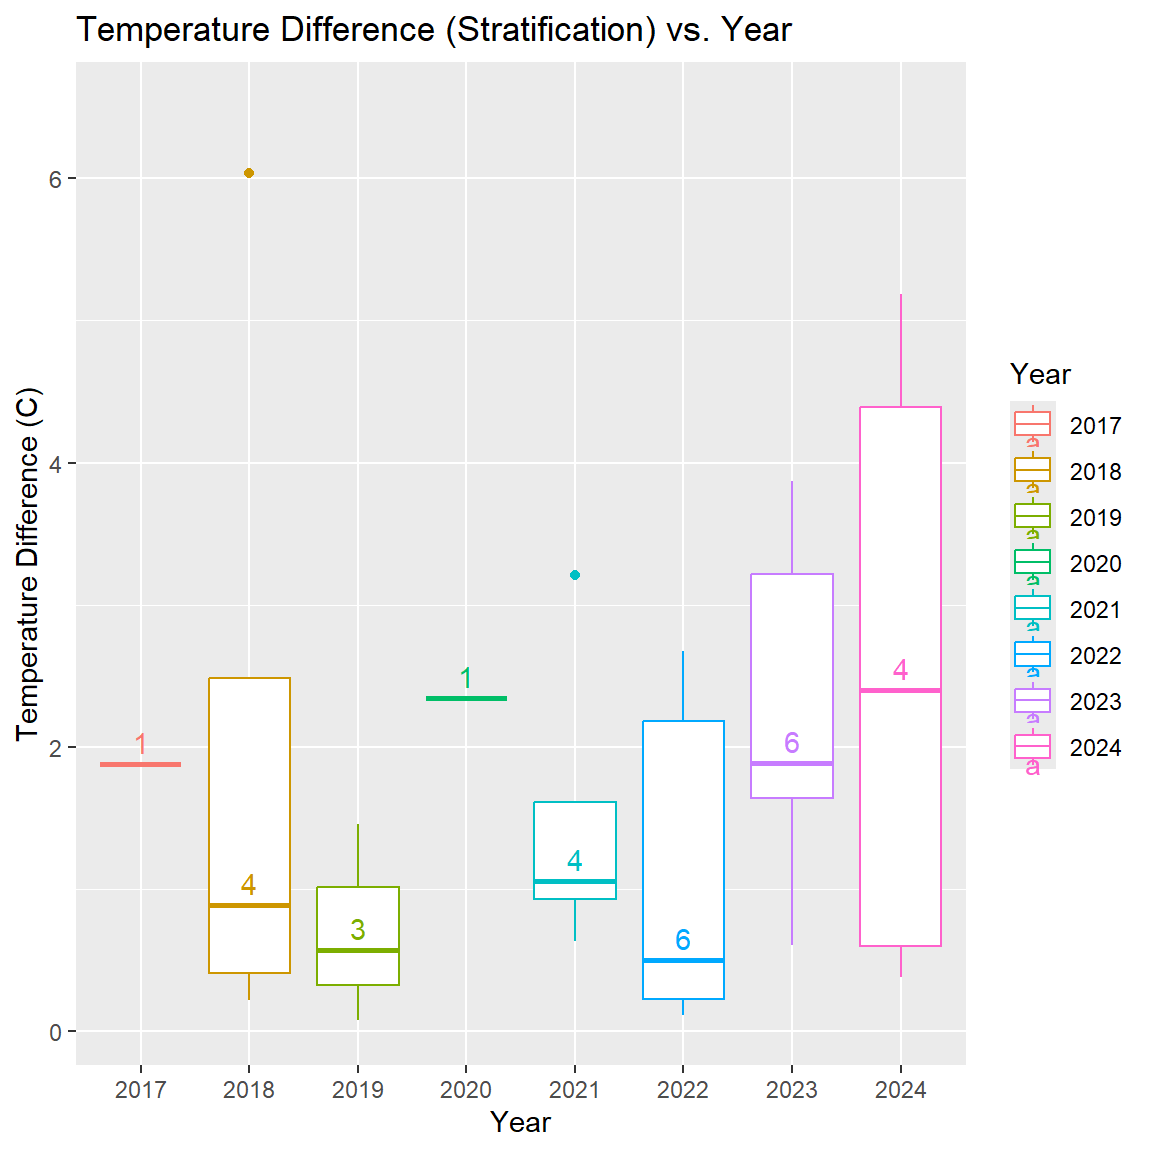 Temperature Difference (Stratification) vs. Year
Temperature Difference (C)
6
4
2
0
1
4
3
1
4
6
6
4
2017 2018 2019 2020 2021 2022 2023 2024
Year
Year
a 2017
a 2018
a 2019
a 2020
a 2021
a 2022
a 2023
a 2024